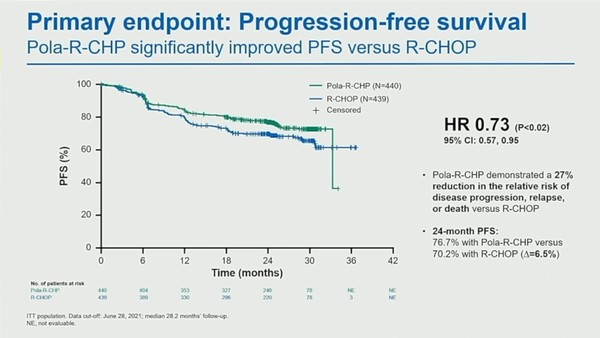 Primary endpoint: Progression-free survival
Pola-R-CHP significantly improved PFS versus R-CHOP
100
80
60
40
20
0
PFS (%)
Pola-R-CHP (N=440)
R-CHOP (N=439)
Censored
0 6 12 18 24 30 36 42
Time (months)
No. of patients at risk
Pola-R-CHP 440 404 353 327 246 78 NE NE
R-CHOP 439 389 330 296 220 78 3 NE
HR 0.73 (P<0.02)
95% CI: 0.57, 0.95
• Pola-R-CHP demonstrated a 27%
reduction in the relative risk of
disease progression, relapse,
or death versus R-CHOP
• 24-month PFS:
76.7% with Pola-R-CHP versus
70.2% with R-CHOP (Δ=6.5%)
ITT population. Data cut-off: June 28, 2021; median 28.2 months' follow-up.
NE, not evaluable.